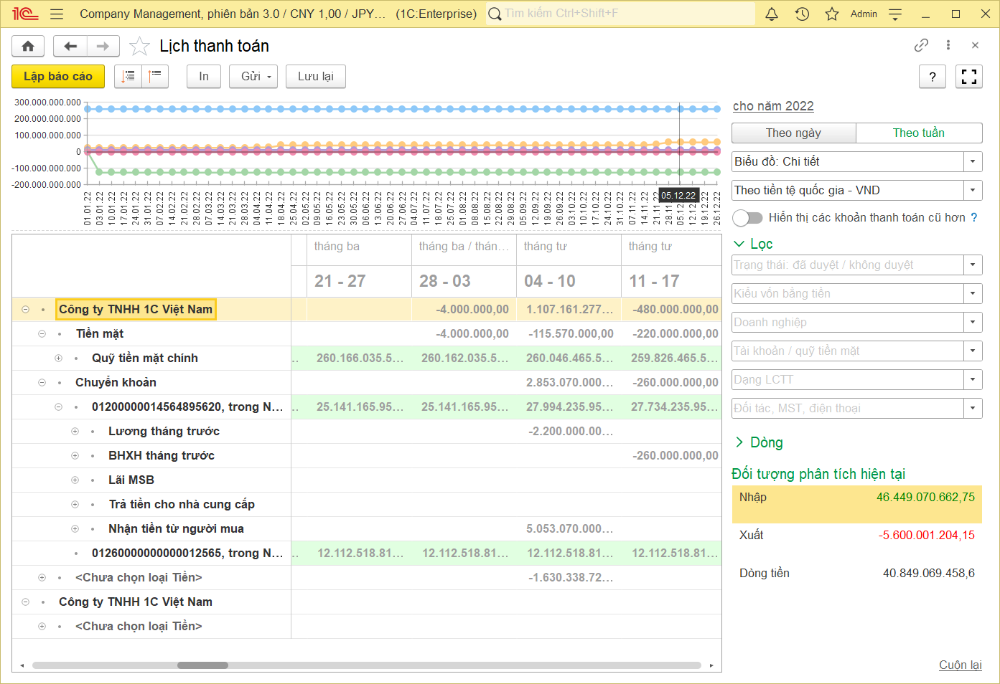 1C Company Management, phiên bản 3.0 / CNY 1,00 / JPY... (1C:Enterprise) Tìm kiếm Ctrl+Shift+F Admin
Lịch thanh toán
Lập báo cáo In Gửi Lưu lại ?
300.000.000.000
200.000.000.000
100.000.000.000
0
-100.000.000.000
-200.000.000.000
05.12.22
01.01.22 03.01.22 10.01.22 17.01.22 24.01.22 31.01.22 07.02.22 14.02.22 21.02.22 28.02.22 07.03.22 14.03.22 21.03.22 28.03.22 04.04.22 11.04.22 18.04.22 25.04.22 02.05.22 09.05.22 16.05.22 23.05.22 30.05.22 06.06.22 13.06.22 20.06.22 27.06.22 04.07.22 11.07.22 18.07.22 25.07.22 01.08.22 08.08.22 15.08.22 22.08.22 29.08.22 05.09.22 12.09.22 19.09.22 26.09.22 03.10.22 10.10.22 17.10.22 24.10.22 31.10.22 07.11.22 14.11.22 21.11 28.11 05.12 12.12 19.12.22 26.12.22
tháng ba tháng ba / thán... tháng tư tháng tư
21 - 27 28 - 03 04 - 10 11 - 17
Công ty TNHH 1C Việt Nam -4.000.000,00 1.107.161.277... -480.000.000,00
Tiền mặt -4.000.000,00 -115.570.000,00 -220.000.000,00
Quỹ tiền mặt chính .. 260.166.035.5... 260.162.035.5... 260.046.465.5... 259.826.465.5...
Chuyển khoản 2.853.070.000... -260.000.000,00
01200000014564895620, trong N... .. 25.141.165.95... 25.141.165.95... 27.994.235.95... 27.734.235.95...
Lương tháng trước -2.200.000.00...
BHXH tháng trước -260.000.000,00
Lãi MSB
Trả tiền cho nhà cung cấp
Nhận tiền từ người mua 5.053.070.000...
01260000000000012565, trong N... .. 12.112.518.81... 12.112.518.81... 12.112.518.81... 12.112.518.81...
<Chưa chọn loại Tiền> -1.630.338.72...
Công ty TNHH 1C Việt Nam
<Chưa chọn loại Tiền>
cho năm 2022
Theo ngày Theo tuần
Biểu đồ: Chi tiết
Theo tiền tệ quốc gia - VND
Hiển thị các khoản thanh toán cũ hơn ?
Lọc
Trạng thái: đã duyệt / không duyệt
Kiểu vốn bằng tiền
Doanh nghiệp
Tài khoản / quỹ tiền mặt
Dạng LCTT
Đối tác, MST, điện thoại
Dòng
Đối tượng phân tích hiện tại
Nhập 46.449.070.662,75
Xuất -5.600.001.204,15
Dòng tiền 40.849.069.458,6
Cuộn lại